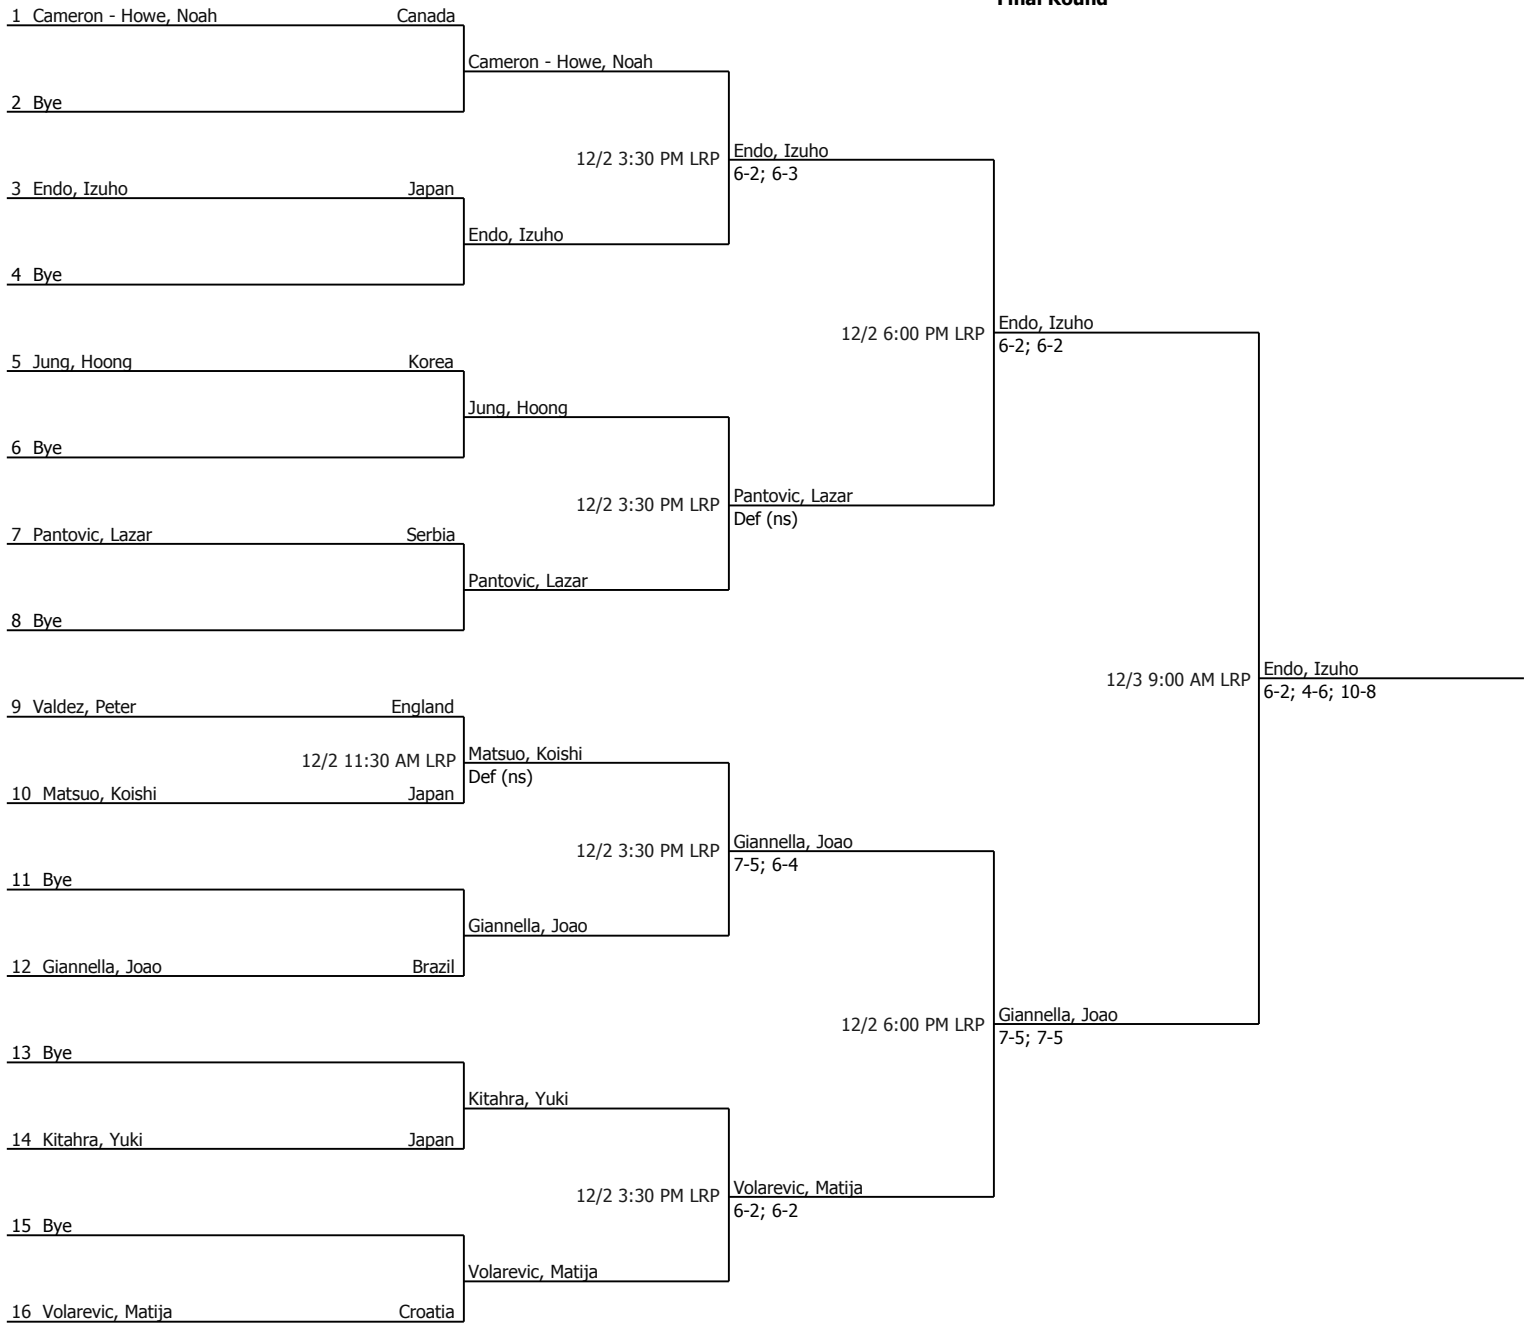 Final Round
1 Cameron - Howe, Noah Canada
Cameron - Howe, Noah
2 Bye
12/2 3:30 PM LRP Endo, Izuho
6-2; 6-3
3 Endo, Izuho Japan
Endo, Izuho
4 Bye
12/2 6:00 PM LRP Endo, Izuho
6-2; 6-2
5 Jung, Hoong Korea
Jung, Hoong
6 Bye
12/2 3:30 PM LRP Pantovic, Lazar
Def (ns)
7 Pantovic, Lazar Serbia
Pantovic, Lazar
8 Bye
12/3 9:00 AM LRP Endo, Izuho
6-2; 4-6; 10-8
9 Valdez, Peter England
12/2 11:30 AM LRP Matsuo, Koishi
Def (ns)
10 Matsuo, Koishi Japan
12/2 3:30 PM LRP Giannella, Joao
7-5; 6-4
11 Bye
Giannella, Joao
12 Giannella, Joao Brazil
12/2 6:00 PM LRP Giannella, Joao
7-5; 7-5
13 Bye
Kitahra, Yuki
14 Kitahra, Yuki Japan
12/2 3:30 PM LRP Volarevic, Matija
6-2; 6-2
15 Bye
Volarevic, Matija
16 Volarevic, Matija Croatia